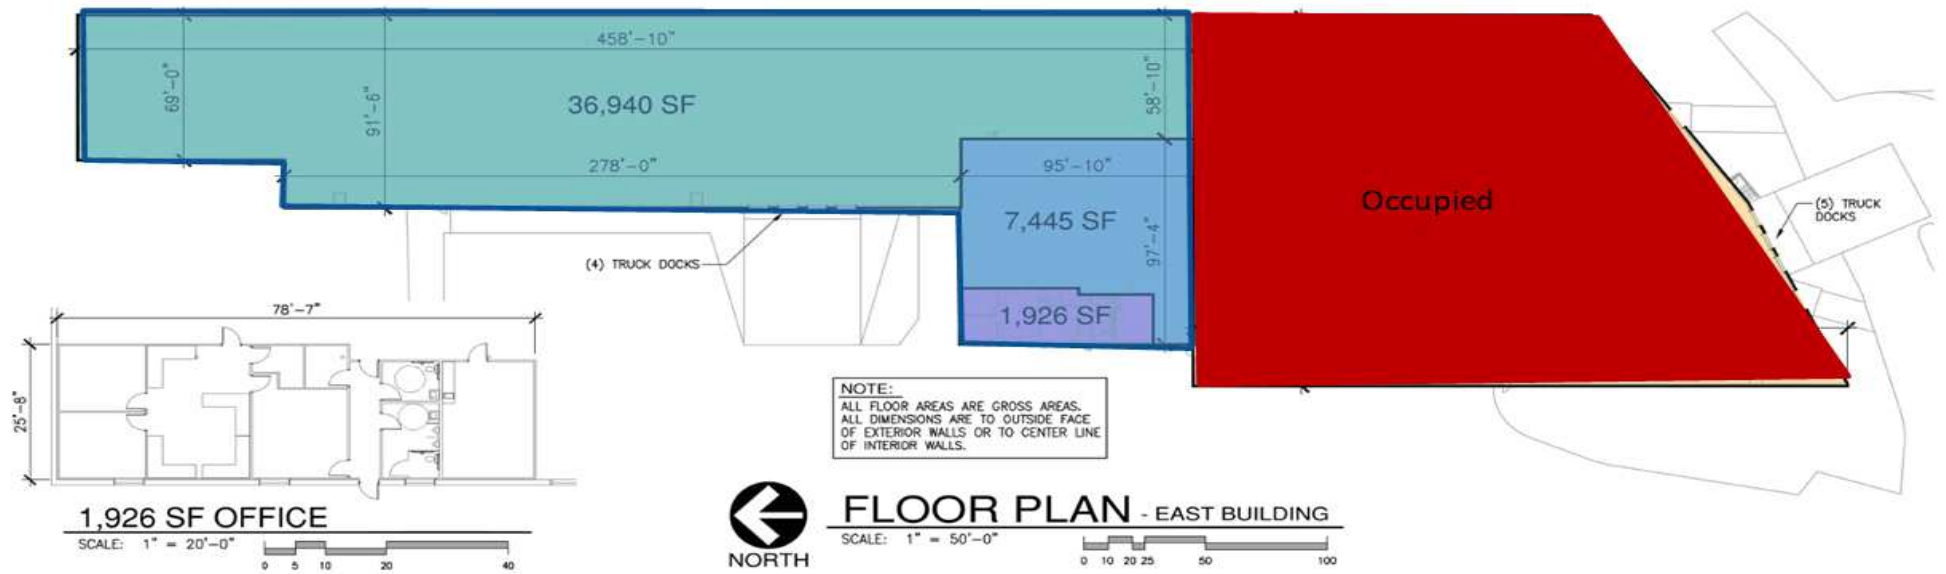 458'-10"
69'-0"
91'-6"
36,940 SF
58'-10"
278'-0"
95'-10"
7,445 SF
97'-4"
1,926 SF
Occupied
(5) TRUCK
DOCKS
(4) TRUCK DOCKS
78'-7"
25'-8"
NOTE:
ALL FLOOR AREAS ARE GROSS AREAS.
ALL DIMENSIONS ARE TO OUTSIDE FACE
OF EXTERIOR WALLS OR TO CENTER LINE
OF INTERIOR WALLS.
1,926 SF OFFICE
SCALE: 1" = 20'-0"
0 5 10 20 40
NORTH
FLOOR PLAN - EAST BUILDING
SCALE: 1" = 50'-0"
0 10 20 25 50 100